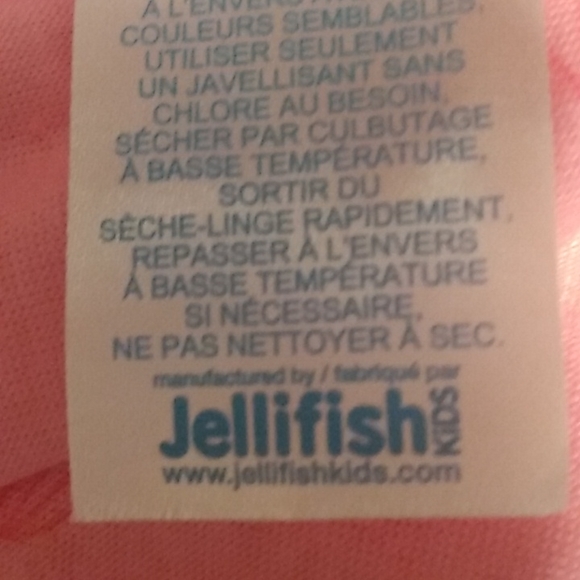 À L'ENVERS
COULEURS SEMBLABLES,
UTILISER SEULEMENT
UN JAVELLISANT SANS
CHLORE AU BESOIN,
SÉCHER PAR CULBUTAGE
À BASSE TEMPÉRATURE,
SORTIR DU
SÈCHE-LINGE RAPIDEMENT,
REPASSER À L'ENVERS
À BASSE TEMPÉRATURE
SI NÉCESSAIRE,
NE PAS NETTOYER À SEC.
manufactured by / fabriqué par
Jellifish KIDS
www.jellifishkids.com